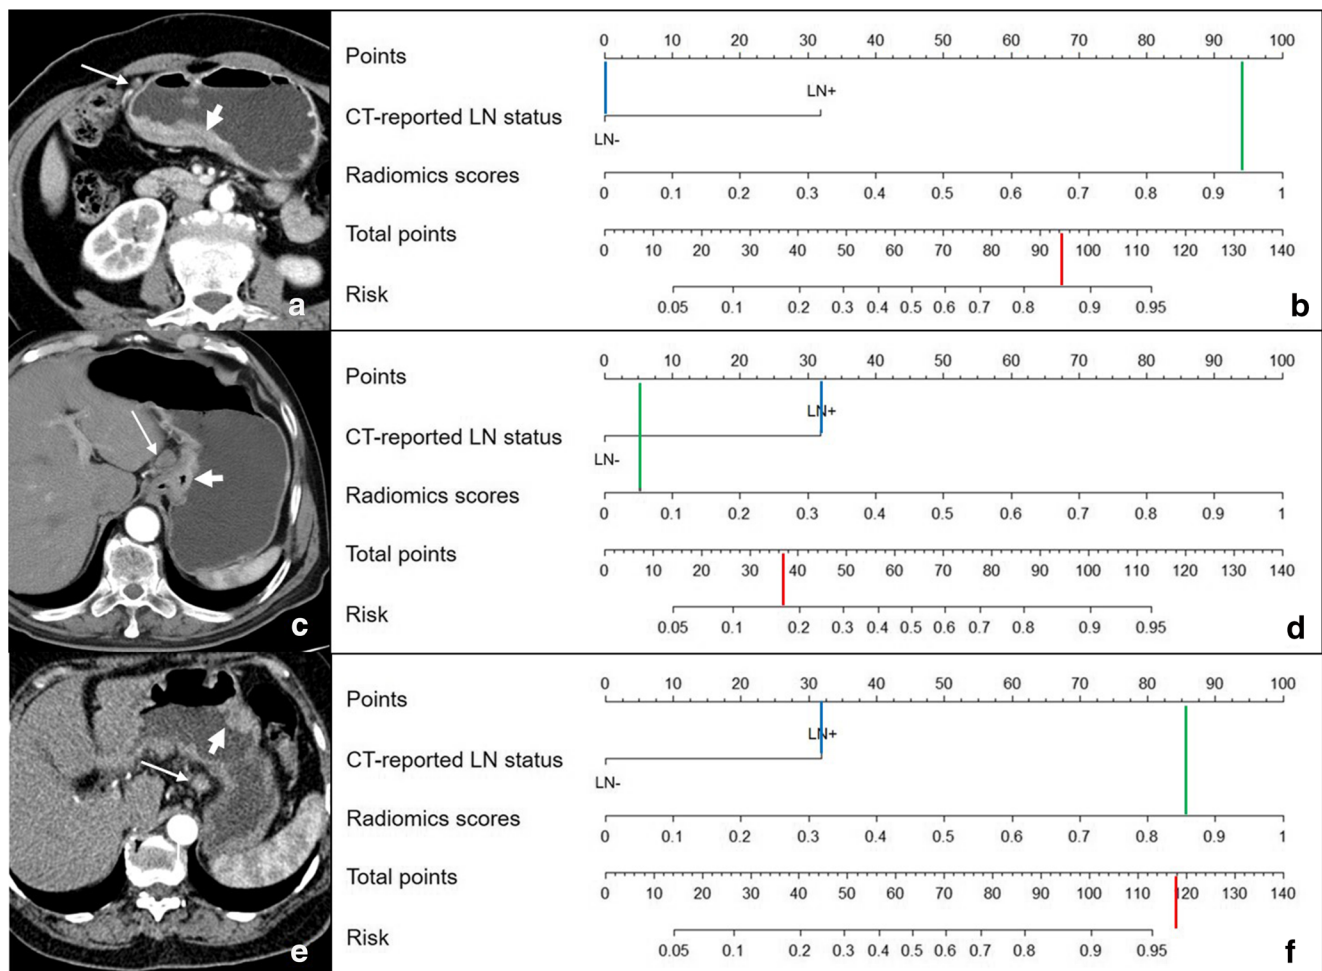 0 10 20 30 40 50 60 70 80 90 100
Points
LN+
CT-reported LN status
LN-
Radiomics scores
0 0.1 0.2 0.3 0.4 0.5 0.6 0.7 0.8 0.9 1
Total points
0 10 20 30 40 50 60 70 80 90 100 110 120 130 140
Risk
0.05 0.1 0.2 0.3 0.4 0.5 0.6 0.7 0.8 0.9 0.95
a
b
0 10 20 30 40 50 60 70 80 90 100
Points
LN+
CT-reported LN status
LN-
Radiomics scores
0 0.1 0.2 0.3 0.4 0.5 0.6 0.7 0.8 0.9 1
Total points
0 10 20 30 40 50 60 70 80 90 100 110 120 130 140
Risk
0.05 0.1 0.2 0.3 0.4 0.5 0.6 0.7 0.8 0.9 0.95
c
d
0 10 20 30 40 50 60 70 80 90 100
Points
LN+
CT-reported LN status
LN-
Radiomics scores
0 0.1 0.2 0.3 0.4 0.5 0.6 0.7 0.8 0.9 1
Total points
0 10 20 30 40 50 60 70 80 90 100 110 120 130 140
Risk
0.05 0.1 0.2 0.3 0.4 0.5 0.6 0.7 0.8 0.9 0.95
e
f